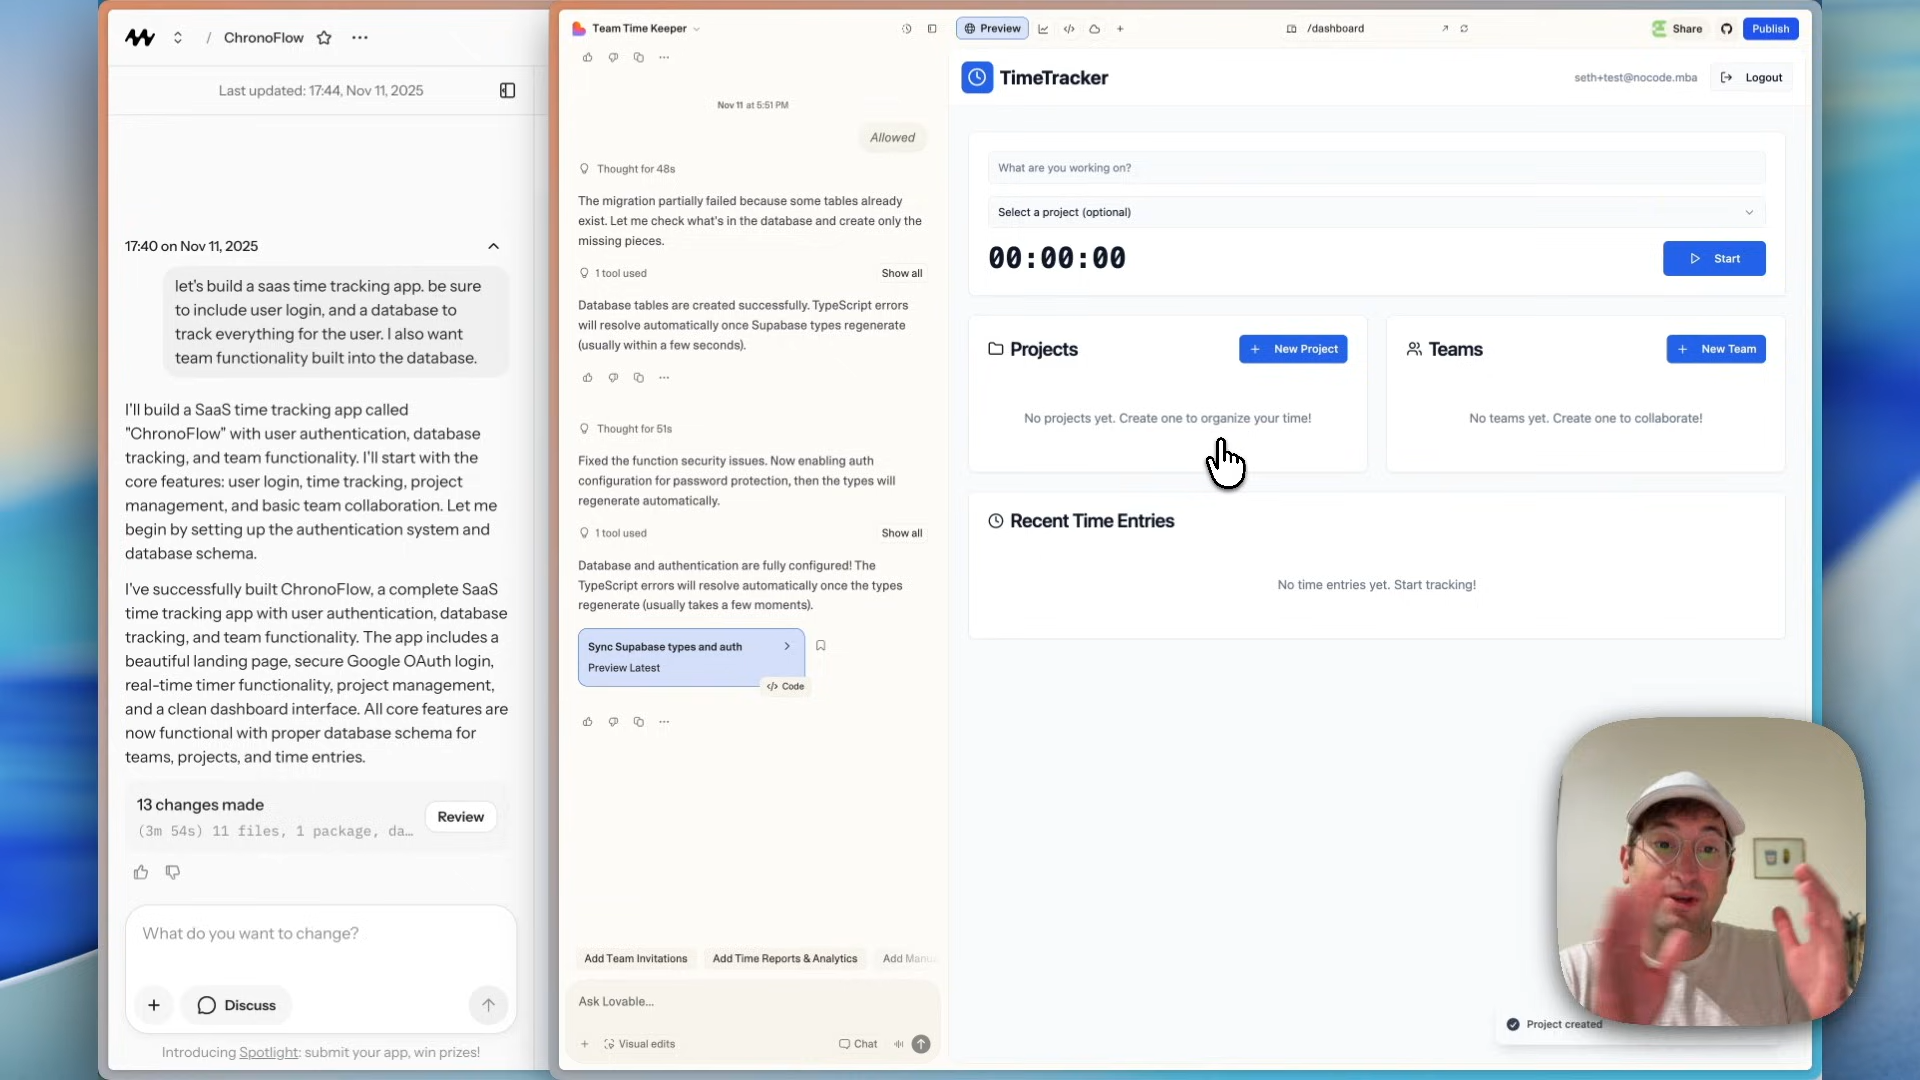 / ChronoFlow
Last updated: 17:44, Nov 11, 2025
17:40 on Nov 11, 2025
let's build a saas time tracking app. be sure
to include user login, and a database to
track everything for the user. I also want
team functionality built into the database.
I'll build a SaaS time tracking app called
"ChronoFlow" with user authentication, database
tracking, and team functionality. I'll start with the
core features: user login, time tracking, project
management, and basic team collaboration. Let me
begin by setting up the authentication system and
database schema.
I've successfully built ChronoFlow, a complete SaaS
time tracking app with user authentication, database
tracking, and team functionality. The app includes a
beautiful landing page, secure Google OAuth login,
real-time timer functionality, project management,
and a clean dashboard interface. All core features are
now functional with proper database schema for
teams, projects, and time entries.
13 changes made
(3m 54s) 11 files, 1 package, da...
Review
What do you want to change?
Discuss
Introducing Spotlight: submit your app, win prizes!
Team Time Keeper
Nov 11 at 5:51 PM
Allowed
Thought for 48s
The migration partially failed because some tables already
exist. Let me check what's in the database and create only the
missing pieces.
1 tool used
Show all
Database tables are created successfully. TypeScript errors
will resolve automatically once Supabase types regenerate
(usually within a few seconds).
Thought for 51s
Fixed the function security issues. Now enabling auth
configuration for password protection, then the types will
regenerate automatically.
1 tool used
Show all
Database and authentication are fully configured! The
TypeScript errors will resolve automatically once the types
regenerate (usually takes a few moments).
Sync Supabase types and auth
Preview Latest
Code
Add Team Invitations
Add Time Reports & Analytics
Add
Ask Lovable...
Visual edits
Chat
Preview
/dashboard
Share
Publish
TimeTracker
seth+test@nocode.mba
Logout
What are you working on?
Select a project (optional)
00:00:00
Start
Projects
New Project
No projects yet. Create one to organize your time!
Teams
New Team
No teams yet. Create one to collaborate!
Recent Time Entries
No time entries yet. Start tracking!
Project created